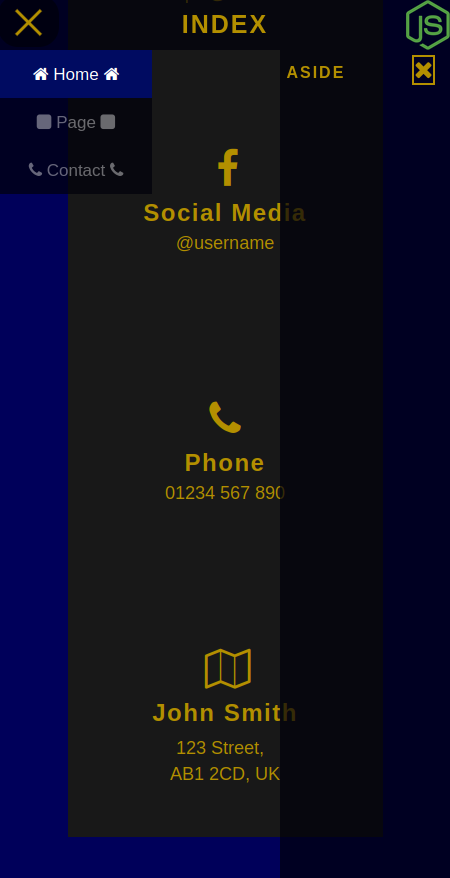 INDEX
JS
Home
ASIDE
Page
Contact
Social Media
@username
Phone
01234 567 890
John Smith
123 Street,
AB1 2CD, UK